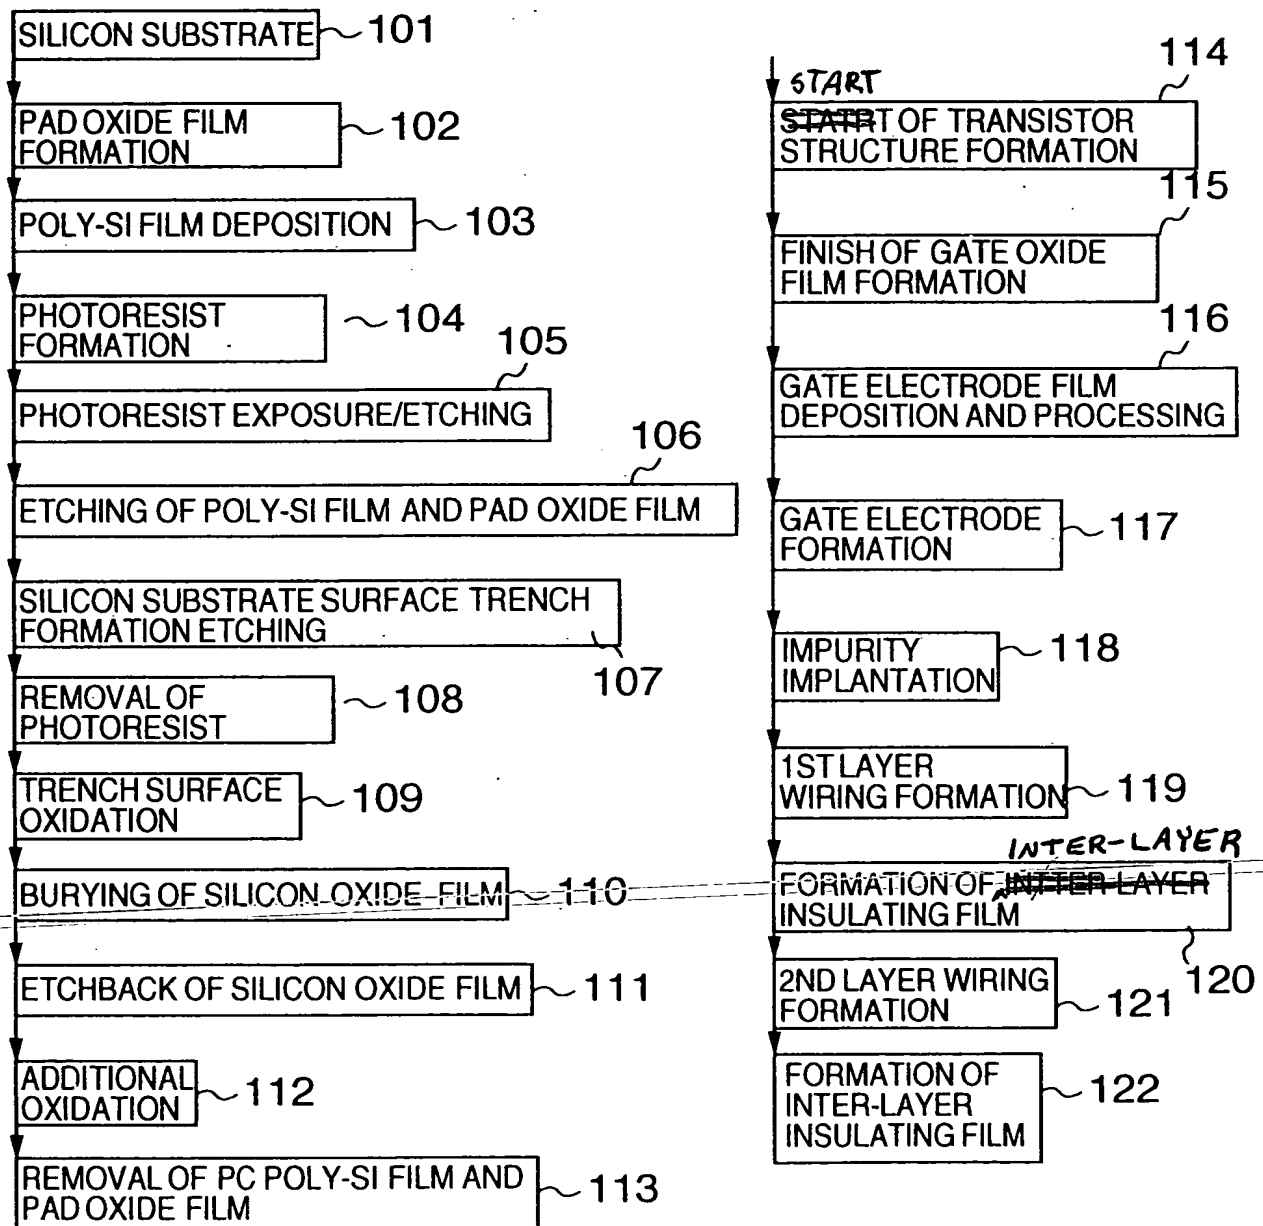 SILICON SUBSTRATE 101
PAD OXIDE FILM
FORMATION
102
POLY-SI FILM DEPOSITION 103
PHOTORESIST
FORMATION
104
105
PHOTORESIST EXPOSURE/ETCHING
106
ETCHING OF POLY-SI FILM AND PAD OXIDE FILM
SILICON SUBSTRATE SURFACE TRENCH
FORMATION ETCHING
107
REMOVAL OF
PHOTORESIST
108
TRENCH SURFACE
OXIDATION
109
BURYING OF SILICON OXIDE FILM 110
ETCHBACK OF SILICON OXIDE FILM 111
ADDITIONAL
OXIDATION
112
REMOVAL OF PC POLY-SI FILM AND
PAD OXIDE FILM
113
114
START
STATRT OF TRANSISTOR
STRUCTURE FORMATION
115
FINISH OF GATE OXIDE
FILM FORMATION
116
GATE ELECTRODE FILM
DEPOSITION AND PROCESSING
GATE ELECTRODE
FORMATION
117
IMPURITY
IMPLANTATION
118
1ST LAYER
WIRING FORMATION
119
INTER-LAYER
FORMATION OF INTTER-LAYER
INSULATING FILM
120
2ND LAYER WIRING
FORMATION
121
FORMATION OF
INTER-LAYER
INSULATING FILM
122